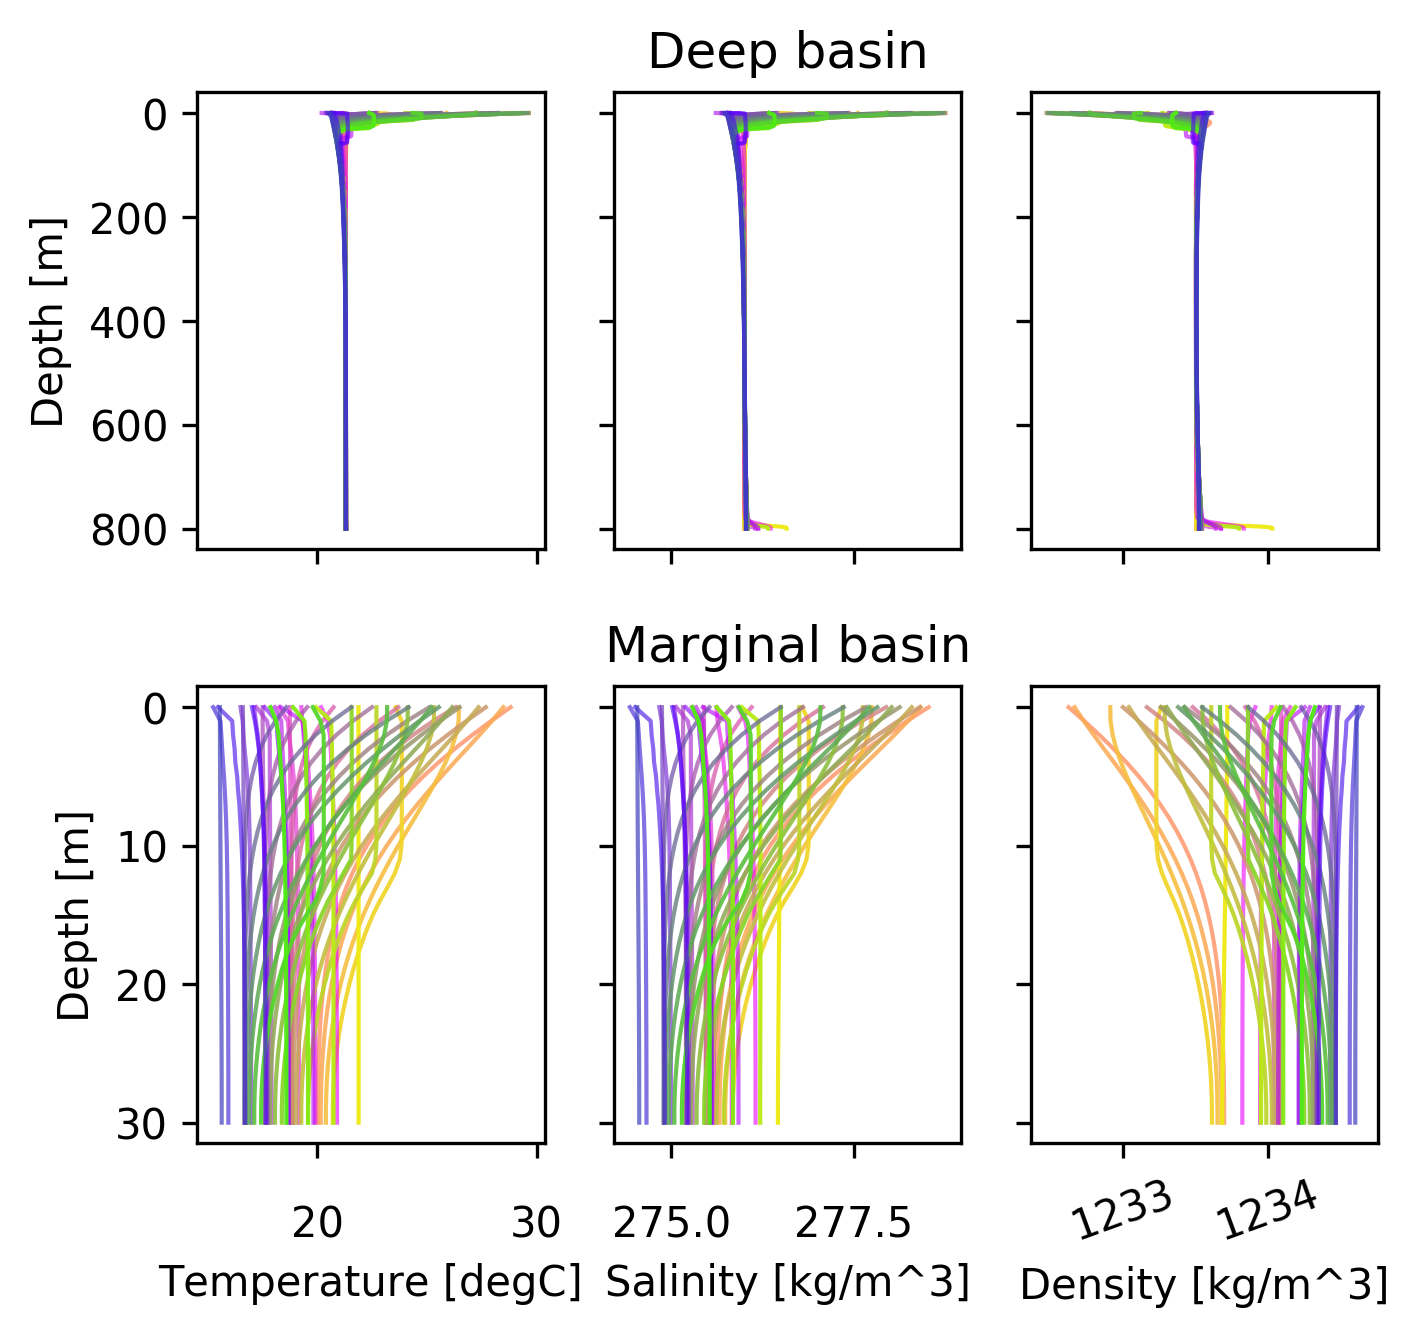 Deep basin
0
200
400
600
800
Depth [m]
Marginal basin
0
10
20
30
Depth [m]
20 30 275.0 277.5 1233 1234
Temperature [degC] Salinity [kg/m^3] Density [kg/m^3]